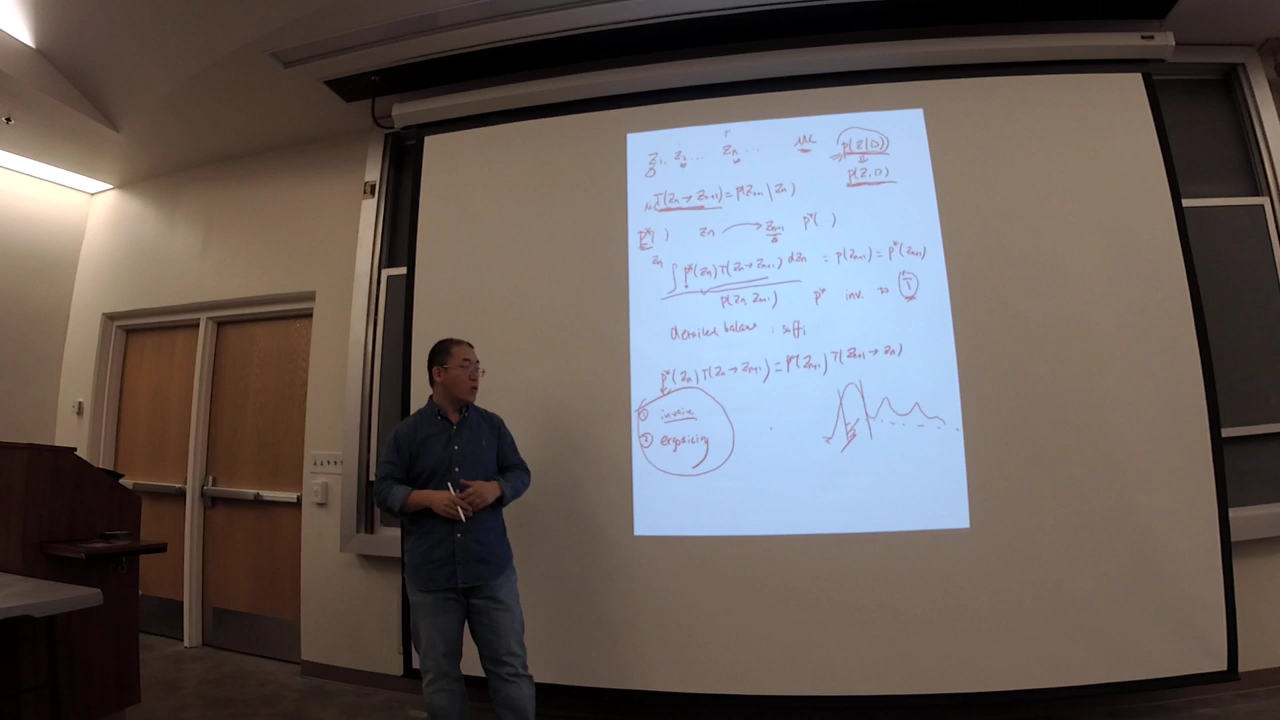 z₁, z₂ ... zₙ ... MC p(z|D)
p(z,D)
T(zₙ → zₙ₊₁) = p(zₙ₊₁ | zₙ)
p*( ) zₙ → zₙ₊₁ p*( )
zₙ
∫ p*(zₙ) T(zₙ → zₙ₊₁) dzₙ = p(zₙ₊₁) = p*(zₙ₊₁)
p(zₙ zₙ₊₁) p* inv. to T
detailed balance : suffi
p*(zₙ) T(zₙ → zₙ₊₁) = p*(zₙ₊₁) T(zₙ₊₁ → zₙ)
①
② ergodicity